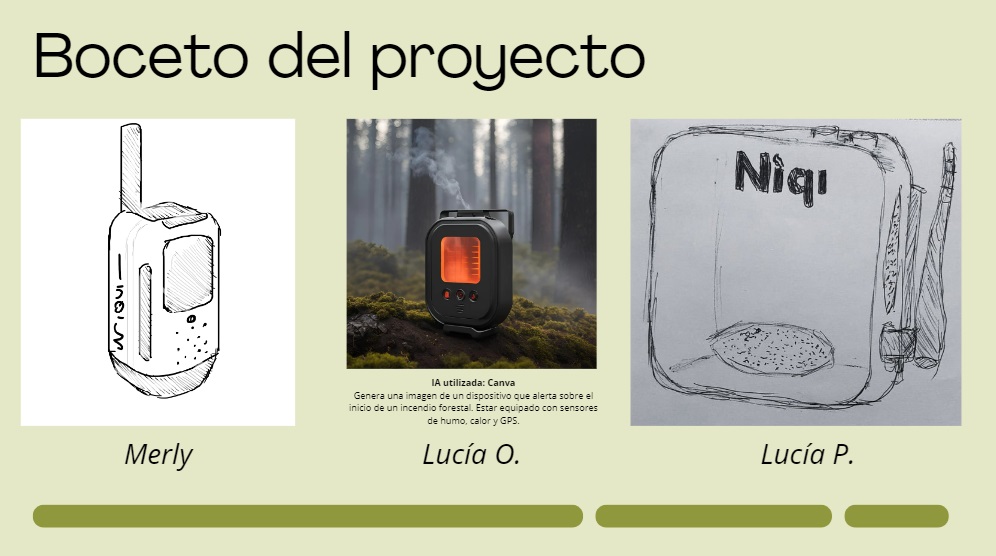 Boceto del proyecto
Niqi
IA utilizada: Canva
Genera una imagen de un dispositivo que alerta sobre el
inicio de un incendio forestal. Estar equipado con sensores
de humo, calor y GPS.
Merly
Lucía O.
Lucía P.